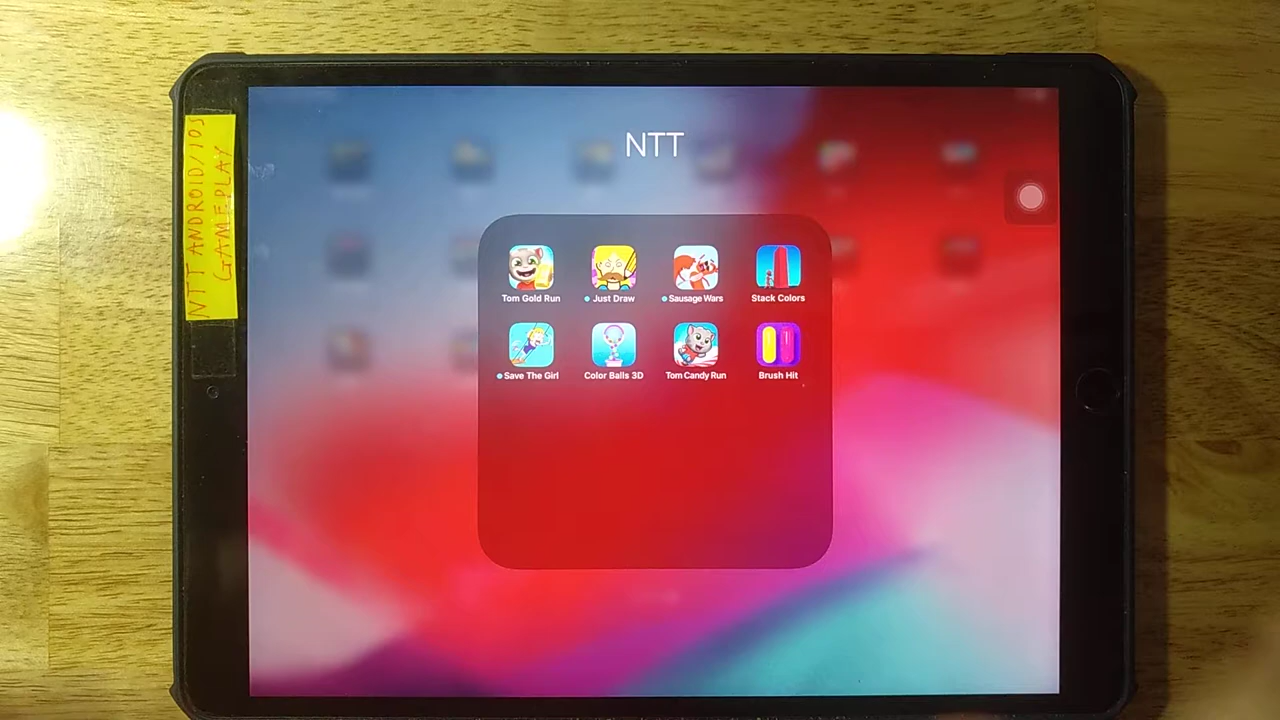 NTT ANDROID/IOS
GAMEPLAY
NTT
Tom Gold Run
Just Draw
Sausage Wars
Stack Colors
Save The Girl
Color Balls 3D
Tom Candy Run
Brush Hit